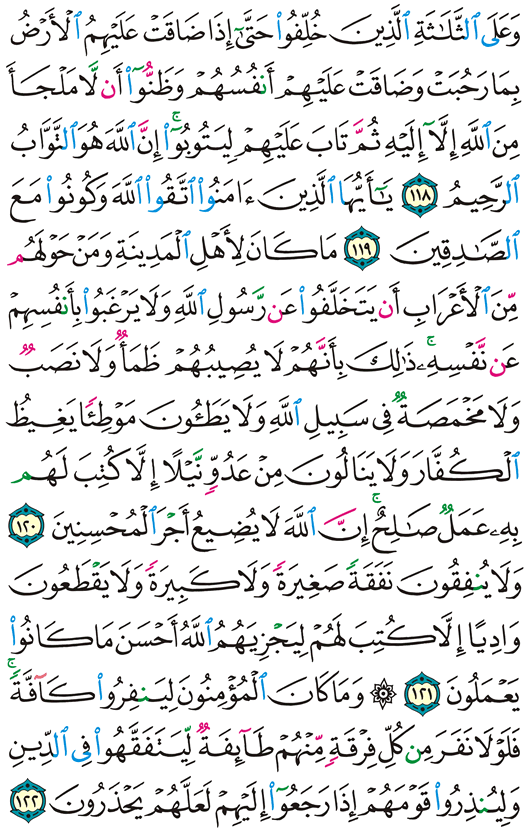 وَعَلَى ٱلثَّلَٰثَةِ ٱلَّذِينَ خُلِّفُوا۟ حَتَّىٰٓ إِذَا ضَاقَتْ عَلَيْهِمُ ٱلْأَرْضُ
بِمَا رَحُبَتْ وَضَاقَتْ عَلَيْهِمْ أَنفُسُهُمْ وَظَنُّوٓا۟ أَن لَّا مَلْجَأَ
مِنَ ٱللَّهِ إِلَّآ إِلَيْهِ ثُمَّ تَابَ عَلَيْهِمْ لِيَتُوبُوٓا۟ ۚ إِنَّ ٱللَّهَ هُوَ ٱلتَّوَّابُ
ٱلرَّحِيمُ ١١٨ يَٰٓأَيُّهَا ٱلَّذِينَ ءَامَنُوا۟ ٱتَّقُوا۟ ٱللَّهَ وَكُونُوا۟ مَعَ
ٱلصَّٰدِقِينَ ١١٩ مَا كَانَ لِأَهْلِ ٱلْمَدِينَةِ وَمَنْ حَوْلَهُم
مِّنَ ٱلْأَعْرَابِ أَن يَتَخَلَّفُوا۟ عَن رَّسُولِ ٱللَّهِ وَلَا يَرْغَبُوا۟ بِأَنفُسِهِمْ
عَن نَّفْسِهِۦ ۚ ذَٰلِكَ بِأَنَّهُمْ لَا يُصِيبُهُمْ ظَمَأٌ وَلَا نَصَبٌ
وَلَا مَخْمَصَةٌ فِى سَبِيلِ ٱللَّهِ وَلَا يَطَـُٔونَ مَوْطِئًا يَغِيظُ
ٱلْكُفَّارَ وَلَا يَنَالُونَ مِنْ عَدُوٍّ نَّيْلًا إِلَّا كُتِبَ لَهُم
بِهِۦ عَمَلٌ صَٰلِحٌ ۚ إِنَّ ٱللَّهَ لَا يُضِيعُ أَجْرَ ٱلْمُحْسِنِينَ ١٢٠
وَلَا يُنفِقُونَ نَفَقَةً صَغِيرَةً وَلَا كَبِيرَةً وَلَا يَقْطَعُونَ
وَادِيًا إِلَّا كُتِبَ لَهُمْ لِيَجْزِيَهُمُ ٱللَّهُ أَحْسَنَ مَا كَانُوا۟
يَعْمَلُونَ ١٢١ ۞ وَمَا كَانَ ٱلْمُؤْمِنُونَ لِيَنفِرُوا۟ كَآفَّةً ۚ
فَلَوْلَا نَفَرَ مِن كُلِّ فِرْقَةٍ مِّنْهُمْ طَآئِفَةٌ لِّيَتَفَقَّهُوا۟ فِى ٱلدِّينِ
وَلِيُنذِرُوا۟ قَوْمَهُمْ إِذَا رَجَعُوٓا۟ إِلَيْهِمْ لَعَلَّهُمْ يَحْذَرُونَ ١٢٢